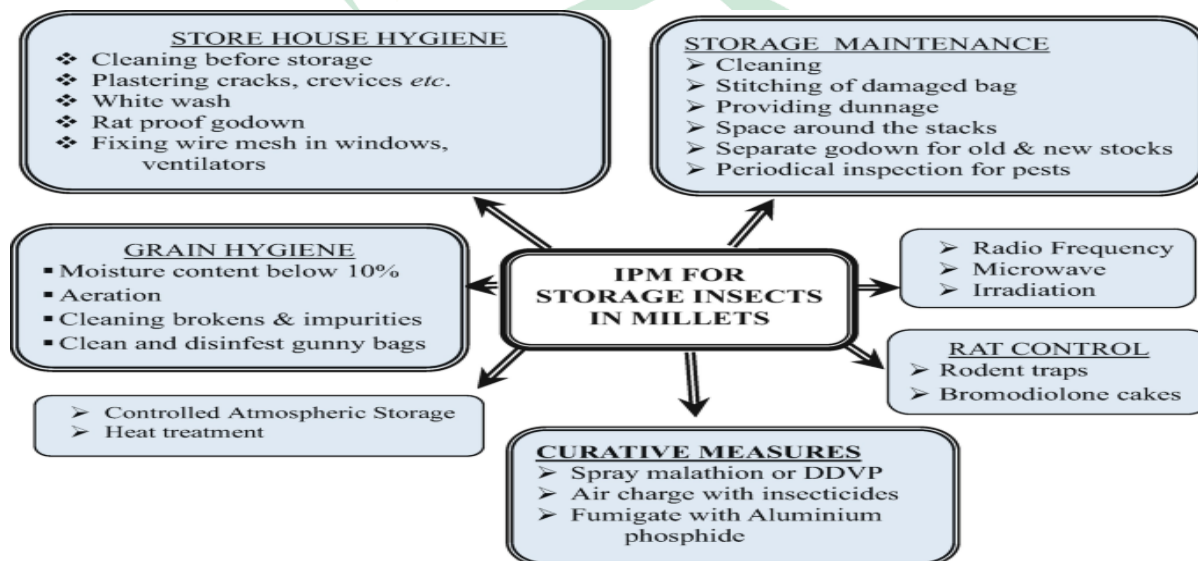 STORE HOUSE HYGIENE
❖ Cleaning before storage
❖ Plastering cracks, crevices etc.
❖ White wash
❖ Rat proof godown
❖ Fixing wire mesh in windows,
ventilators
STORAGE MAINTENANCE
➢ Cleaning
➢ Stitching of damaged bag
➢ Providing dunnage
➢ Space around the stacks
➢ Separate godown for old & new stocks
➢ Periodical inspection for pests
GRAIN HYGIENE
▪ Moisture content below 10%
▪ Aeration
▪ Cleaning brokens & impurities
▪ Clean and disinfest gunny bags
IPM FOR
STORAGE INSECTS
IN MILLETS
➢ Radio Frequency
➢ Microwave
➢ Irradiation
RAT CONTROL
➢ Rodent traps
➢ Bromodiolone cakes
➢ Controlled Atmospheric Storage
➢ Heat treatment
CURATIVE MEASURES
➢ Spray malathion or DDVP
➢ Air charge with insecticides
➢ Fumigate with Aluminium
phosphide